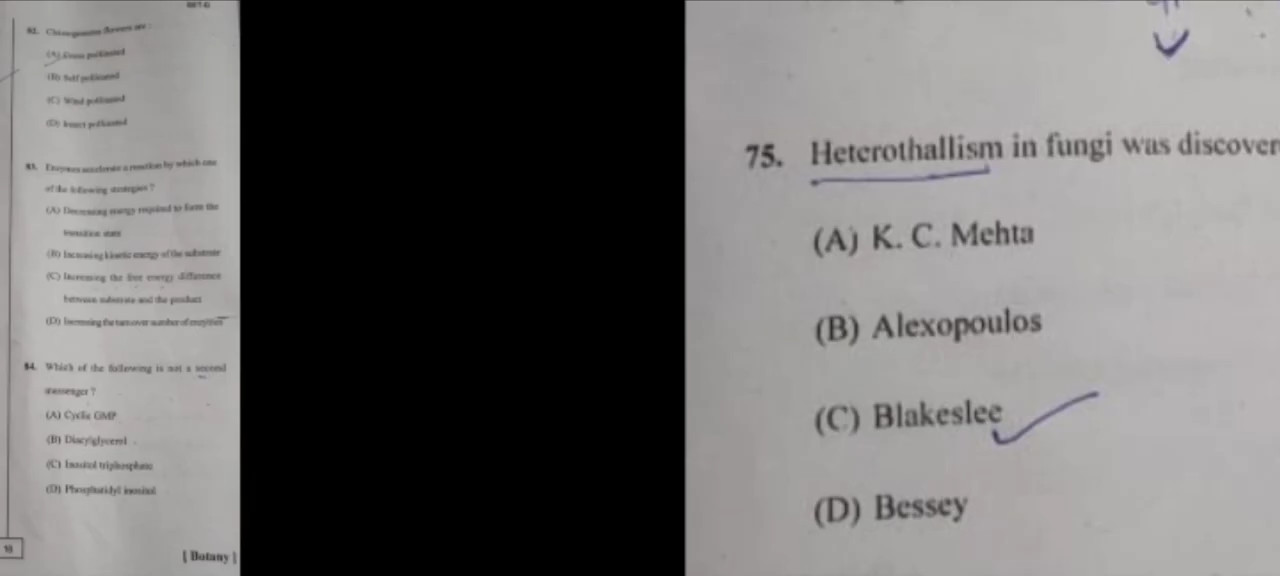 82. Chasmogamous flowers are :
(A) Cross pollinated
(B) Self pollinated
(C) Wind pollinated
(D) Insect pollinated
83. Enzymes accelerate a reaction by which one
of the following strategies ?
(A) Decreasing energy required to form the
transition state
(B) Increasing kinetic energy of the substrate
(C) Increasing the free energy difference
between substrate and the product
(D) Increasing the turn over number of enzymes
84. Which of the following is not a second
messenger ?
(A) Cyclic GMP
(B) Diacylglycerol
(C) Inositol triphosphate
(D) Phosphatidyl inositol
[ Botany ]
75. Heterothallism in fungi was discover
(A) K. C. Mehta
(B) Alexopoulos
(C) Blakeslee
(D) Bessey